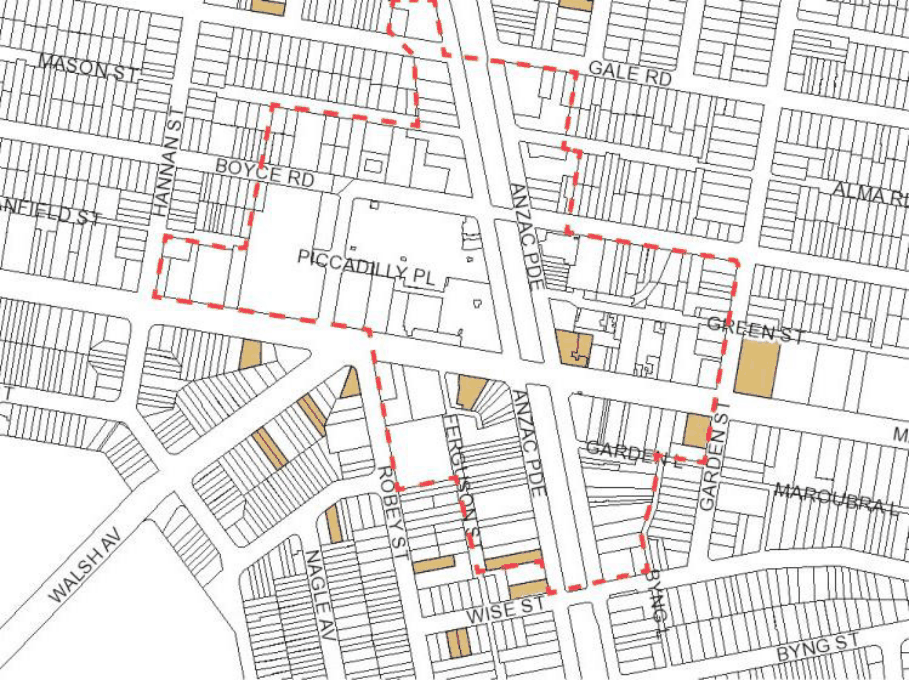 MASON ST
GALE RD
HANNAN S
BOYCE RD
ALMA RD
ANFIELD ST
ANZAC PDE
PICCADILLY PL
GREEN ST
ANZAC PDE
GARDEN ST
GARDEN L
FERGUSON ST
ROBEY ST
MAROUBRA L
WALSH AV
NAGLE AV
BYNG L
WISE ST
BYNG ST